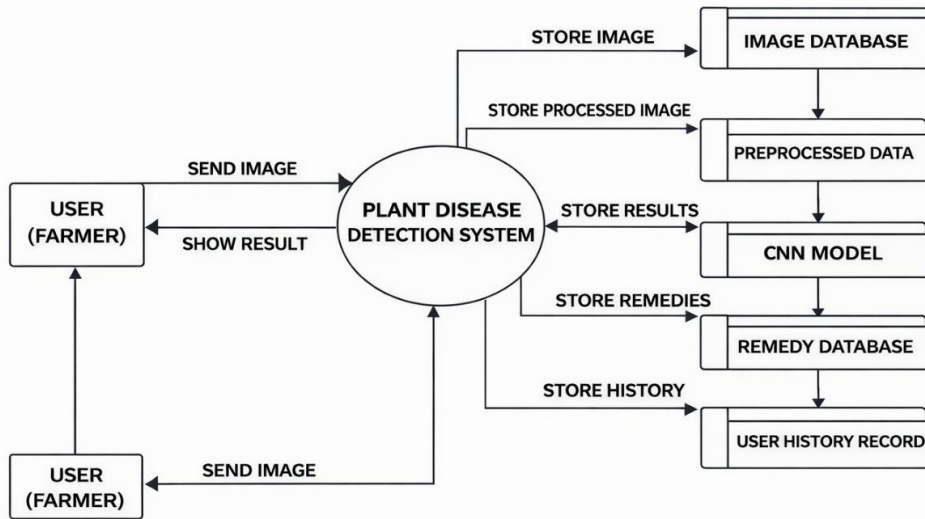 STORE IMAGE
IMAGE DATABASE
STORE PROCESSED IMAGE
PREPROCESSED DATA
SEND IMAGE
USER
(FARMER)
PLANT DISEASE
DETECTION SYSTEM
STORE RESULTS
SHOW RESULT
CNN MODEL
STORE REMEDIES
REMEDY DATABASE
STORE HISTORY
USER HISTORY RECORD
USER
(FARMER)
SEND IMAGE